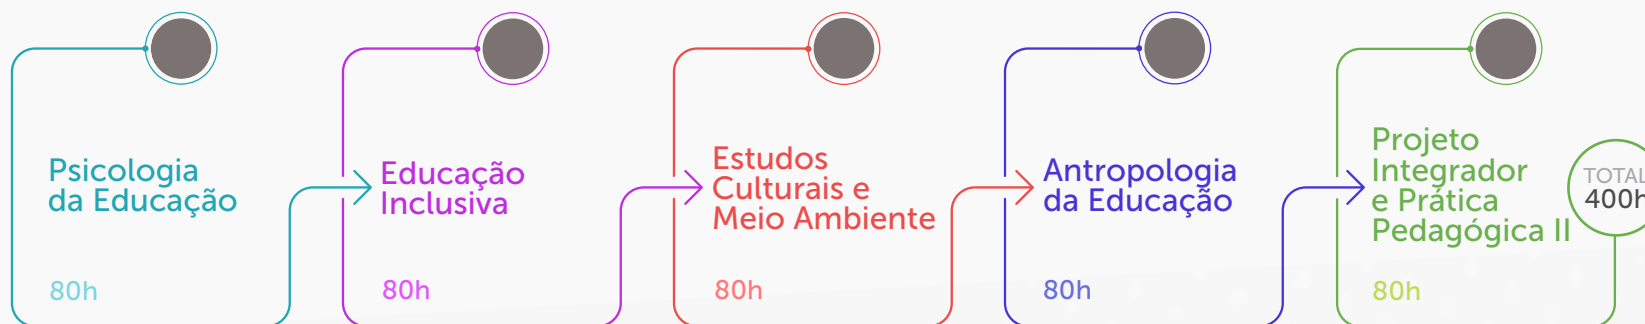 Psicologia
da Educação
80h
Educação
Inclusiva
80h
Estudos
Culturais e
Meio Ambiente
80h
Antropologia
da Educação
80h
Projeto
Integrador
e Prática
Pedagógica II
80h
TOTAL
400h